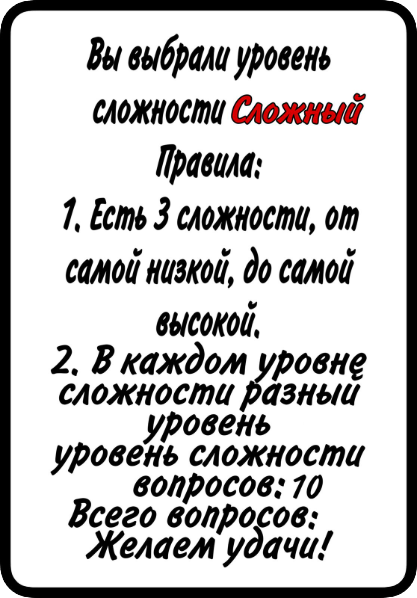 Вы выбрали уровень
сложности Сложный
Правила:
1. Есть 3 сложности, от
самой низкой, до самой
высокой.
2. В каждом уровне
сложности разный
уровень
уровень сложности
вопросов: 10
Всего вопросов:
Желаем удачи!